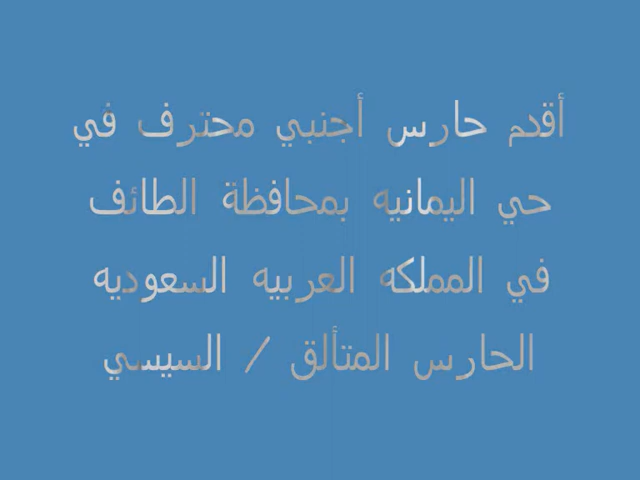 أقدم حارس أجنبي محترف في
حي اليمانيه بمحافظة الطائف
في المملكه العربيه السعوديه
الحارس المتألق / السيسي